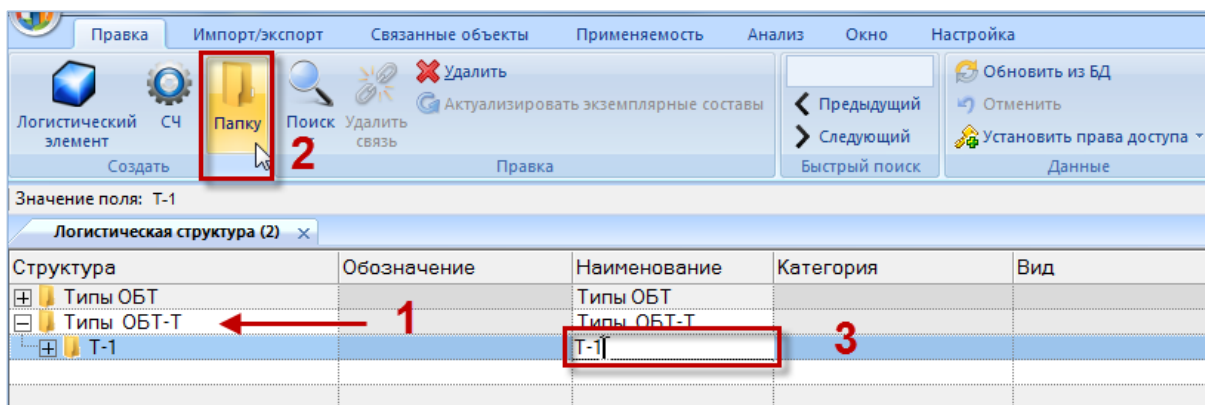 Правка Импорт/экспорт Связанные объекты Применяемость Анализ Окно Настройка
Логистический элемент СЧ Папку Поиск Удалить связь
Удалить
Актуализировать экземплярные составы
Предыдущий
Следующий
Обновить из БД
Отменить
Установить права доступа
2
Создать Правка Быстрый поиск Данные
Значение поля: Т-1
Логистическая структура (2) ×
Структура Обозначение Наименование Категория Вид
Типы ОБТ Типы ОБТ
Типы ОБТ-Т 1 Типы ОБТ-Т
Т-1 Т-1 3